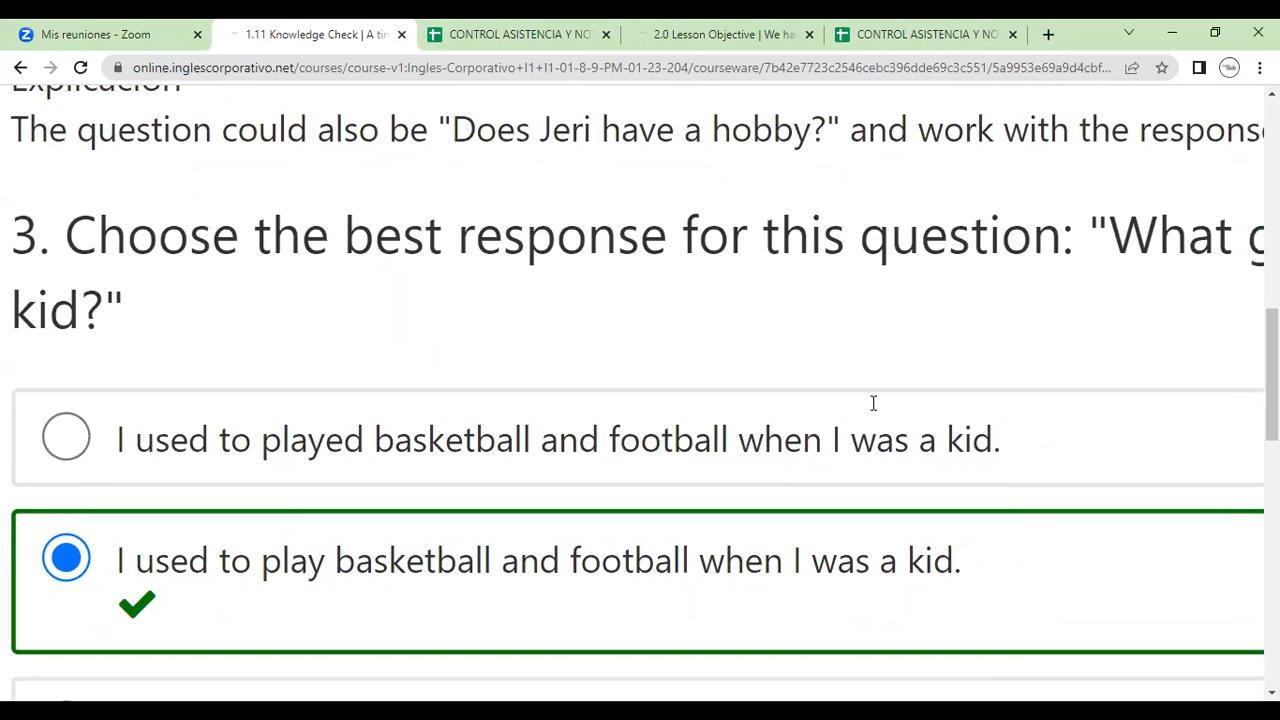 Mis reuniones - Zoom
1.11 Knowledge Check | A tin
CONTROL ASISTENCIA Y NO
2.0 Lesson Objective | We ha
CONTROL ASISTENCIA Y NO
online.inglescorporativo.net/courses/course-v1:Ingles-Corporativo+I1+I1-01-8-9-PM-01-23-204/courseware/7b42e7723c2546cebc396dde69c3c551/5a9953e69a9d4cbf...
Explicación
The question could also be "Does Jeri have a hobby?" and work with the response
3. Choose the best response for this question: "What g
kid?"
I used to played basketball and football when I was a kid.
I used to play basketball and football when I was a kid.